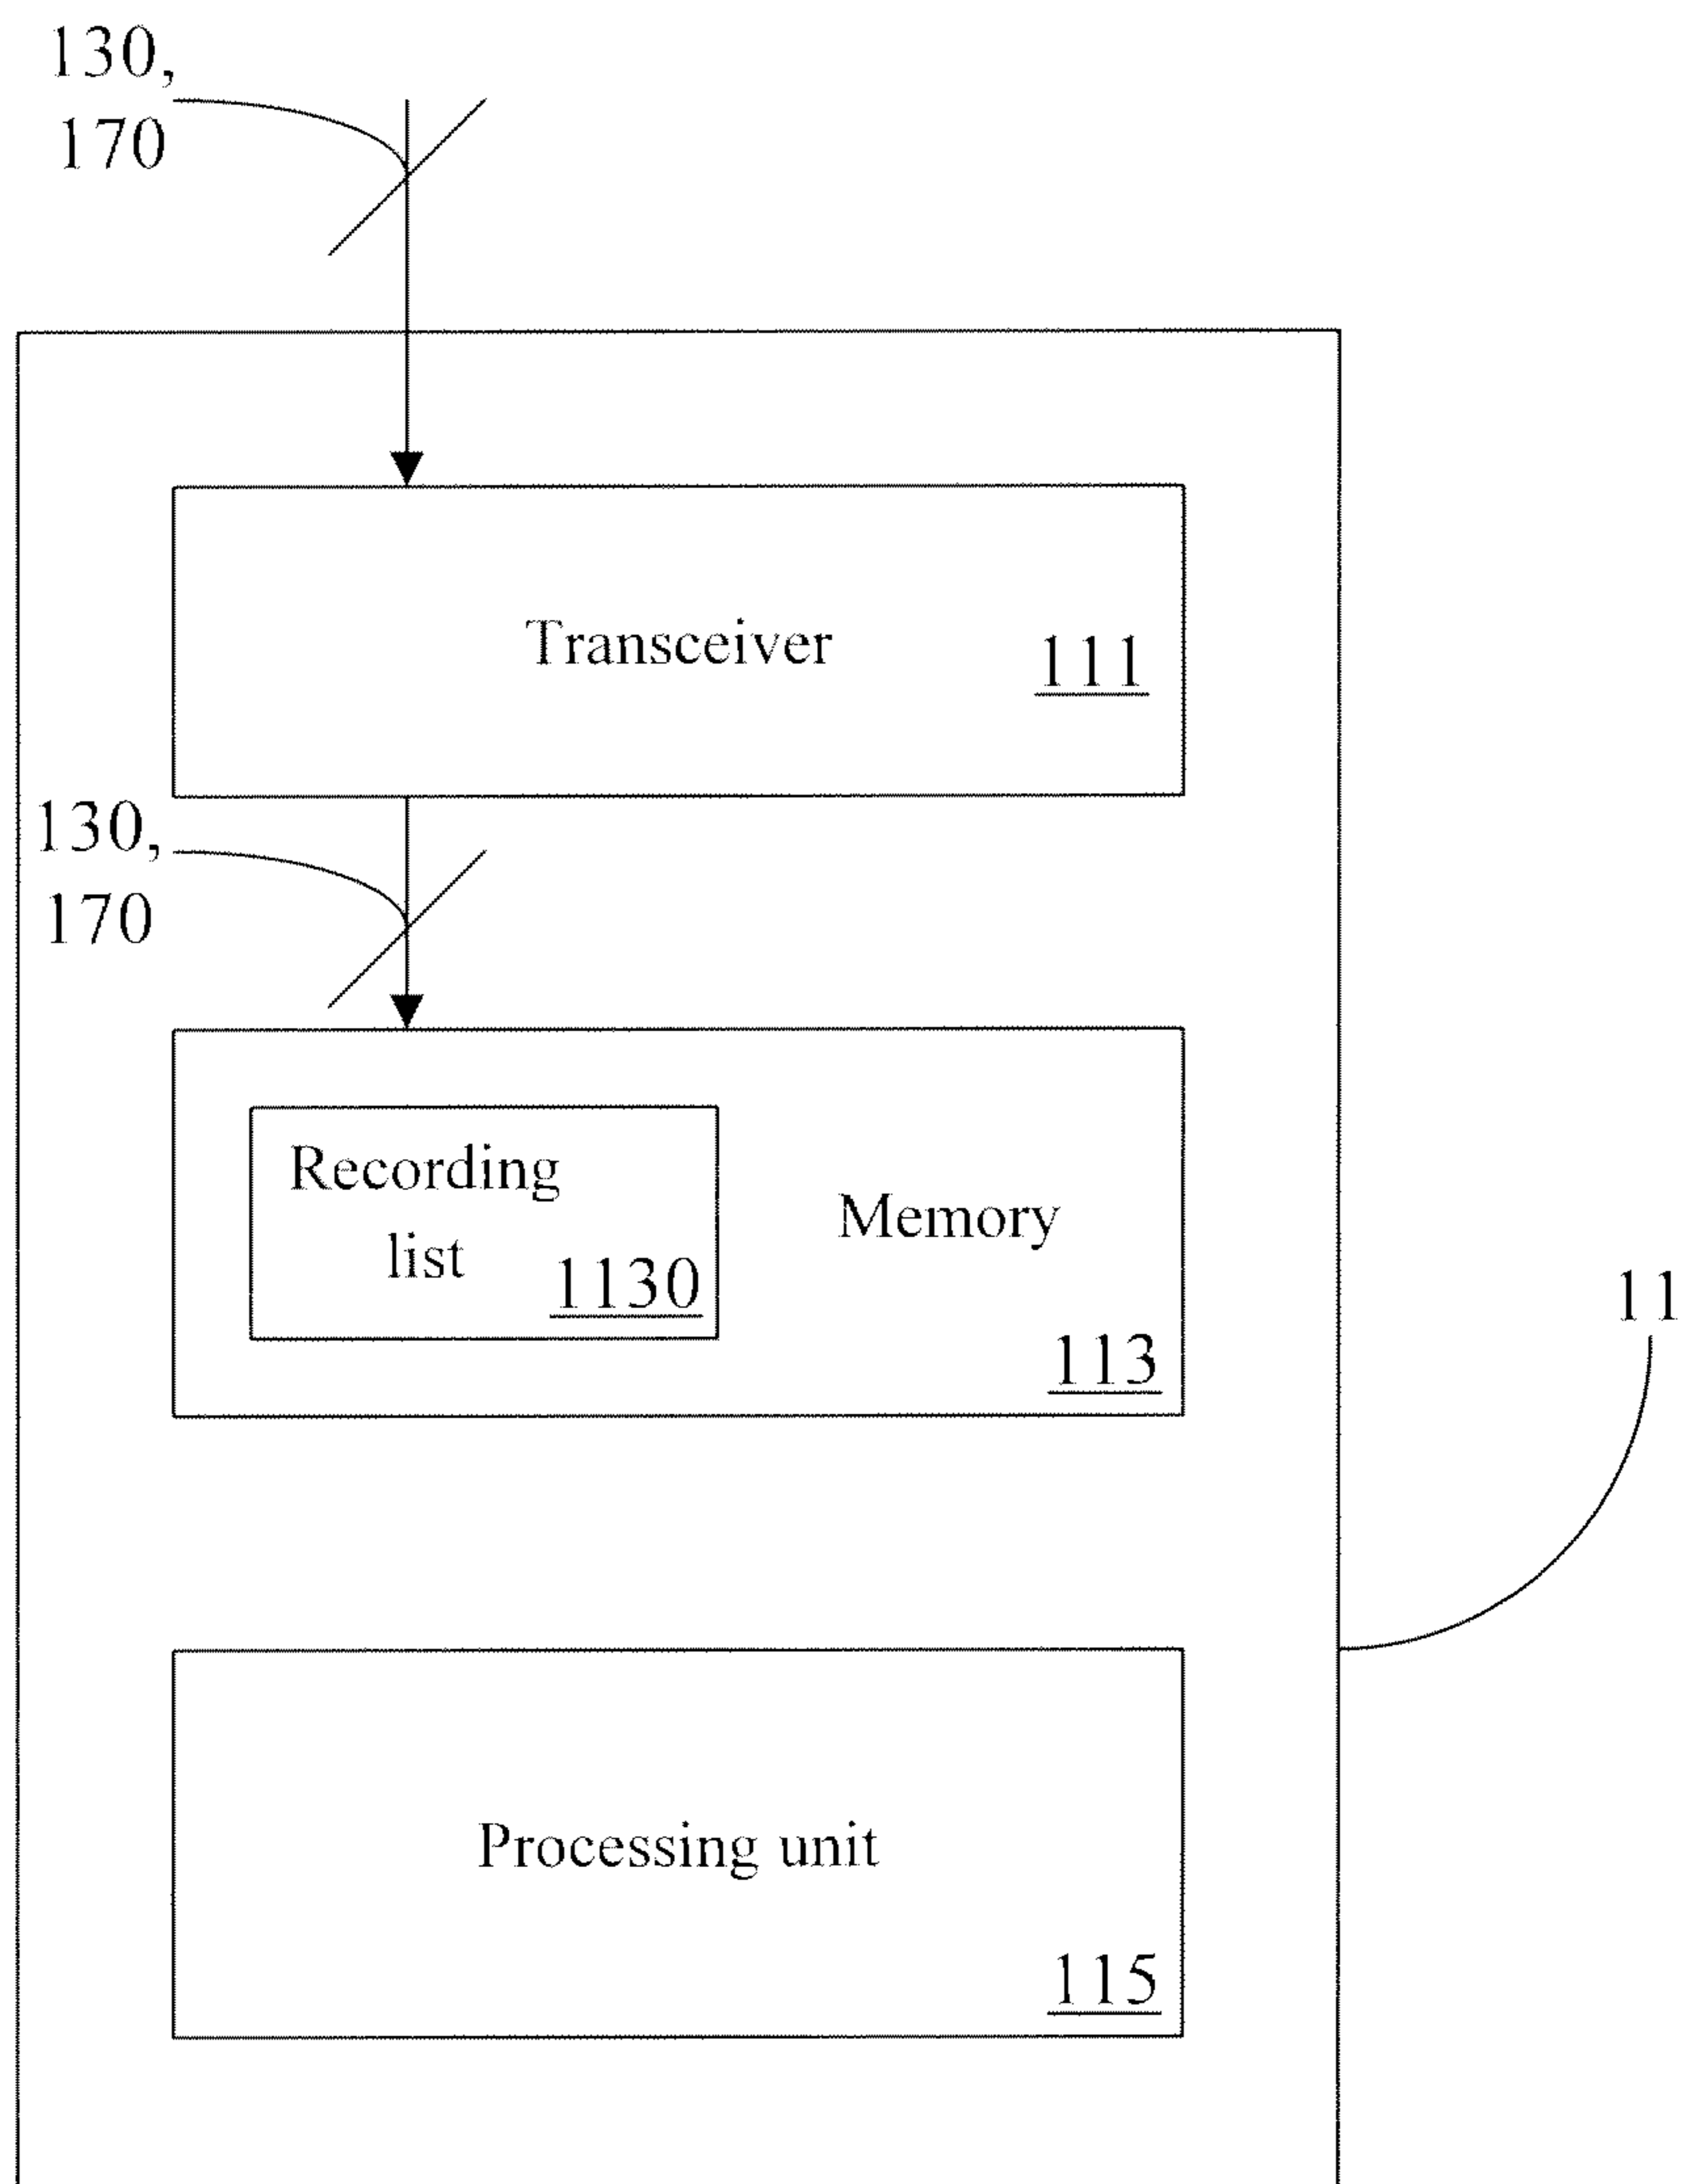 130,
170
Transceiver
111
130,
170
Recording
list
1130
Memory
113
11
Processing unit
115